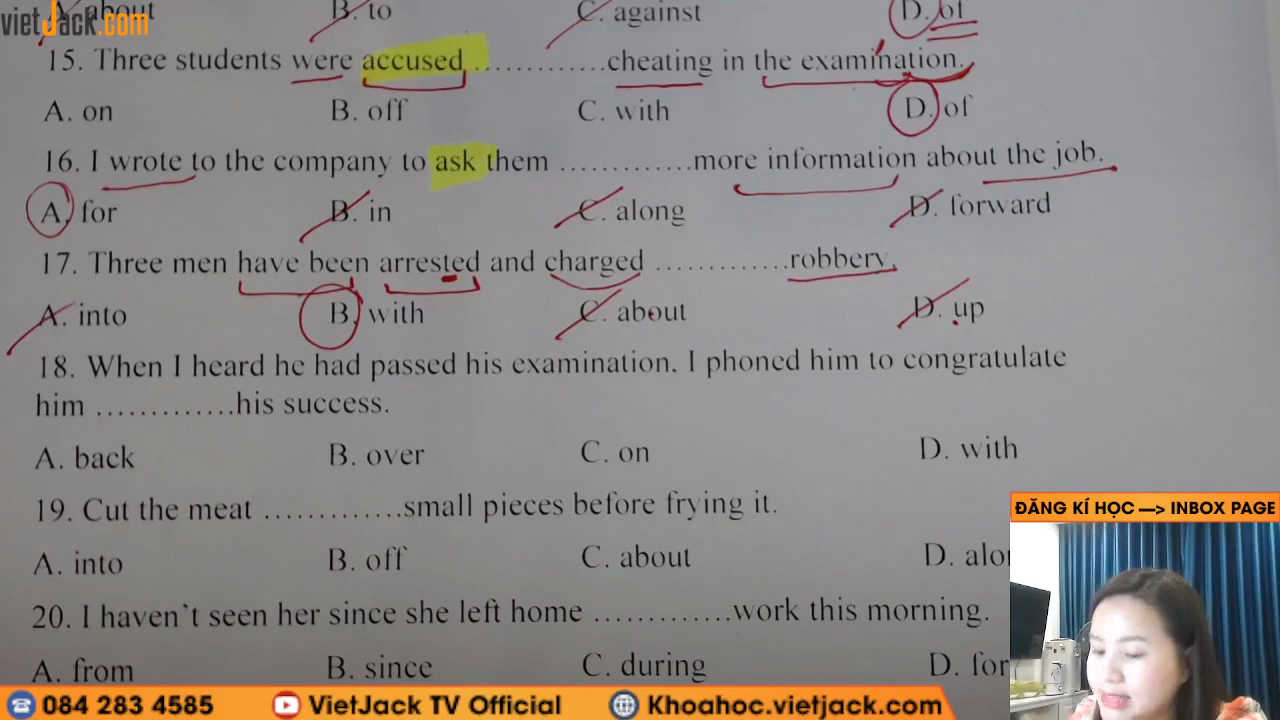 vietJack.com
A. about B. to C. against D. of
15. Three students were accused .............cheating in the examination.
A. on B. off C. with D. of
16. I wrote to the company to ask them .............more information about the job.
A. for B. in C. along D. forward
17. Three men have been arrested and charged .............robbery.
A. into B. with C. about D. up
18. When I heard he had passed his examination. I phoned him to congratulate
him .............his success.
A. back B. over C. on D. with
19. Cut the meat .............small pieces before frying it.
A. into B. off C. about D. alo
20. I haven't seen her since she left home .............work this morning.
A. from B. since C. during D. for
ĐĂNG KÍ HỌC —> INBOX PAGE
084 283 4585 VietJack TV Official Khoahoc.vietjack.com